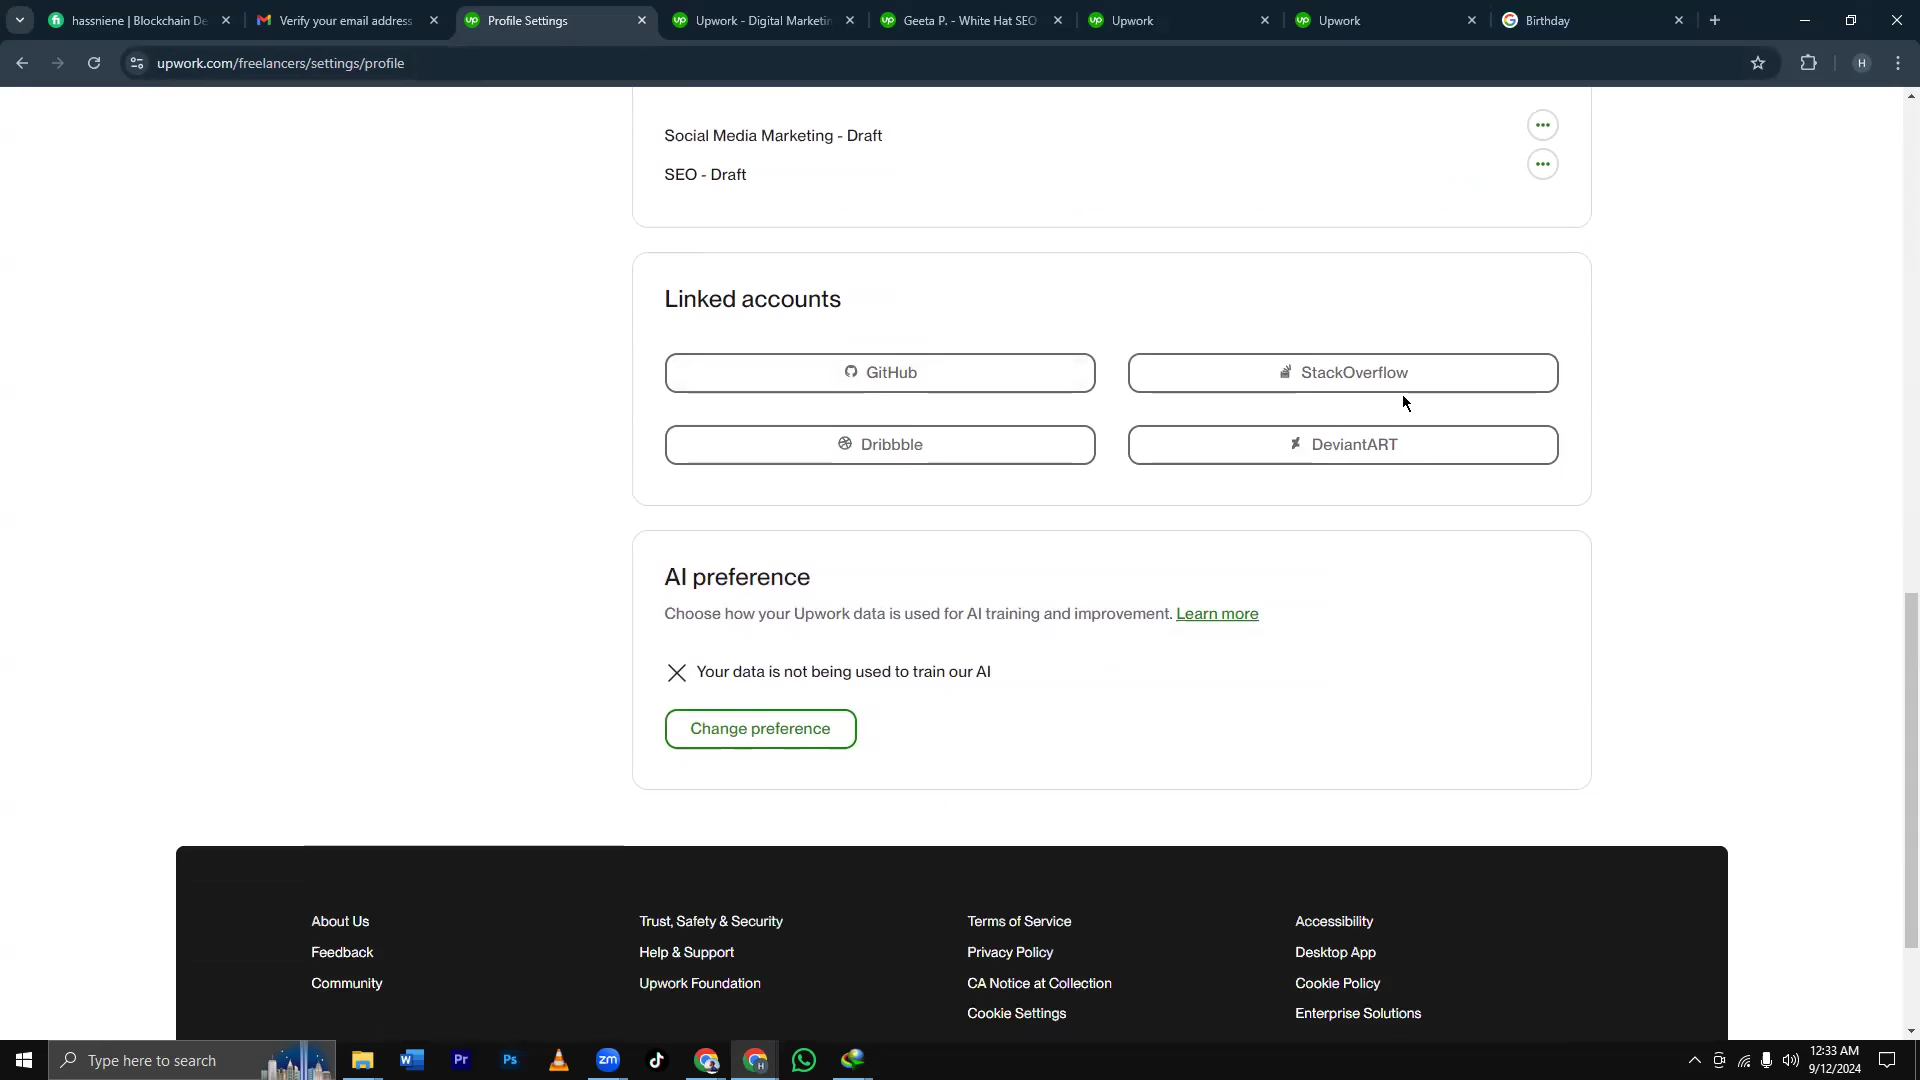 hassniene | Blockchain De
Verify your email address
Profile Settings
Upwork - Digital Marketin
Geeta P. - White Hat SEO
Upwork
Upwork
Birthday
upwork.com/freelancers/settings/profile
H
Social Media Marketing - Draft
SEO - Draft
Linked accounts
GitHub
StackOverflow
Dribbble
DeviantART
AI preference
Choose how your Upwork data is used for AI training and improvement. Learn more
Your data is not being used to train our AI
Change preference
About Us
Trust, Safety & Security
Terms of Service
Accessibility
Feedback
Help & Support
Privacy Policy
Desktop App
Community
Upwork Foundation
CA Notice at Collection
Cookie Policy
Cookie Settings
Enterprise Solutions
Type here to search
12:33 AM
9/12/2024